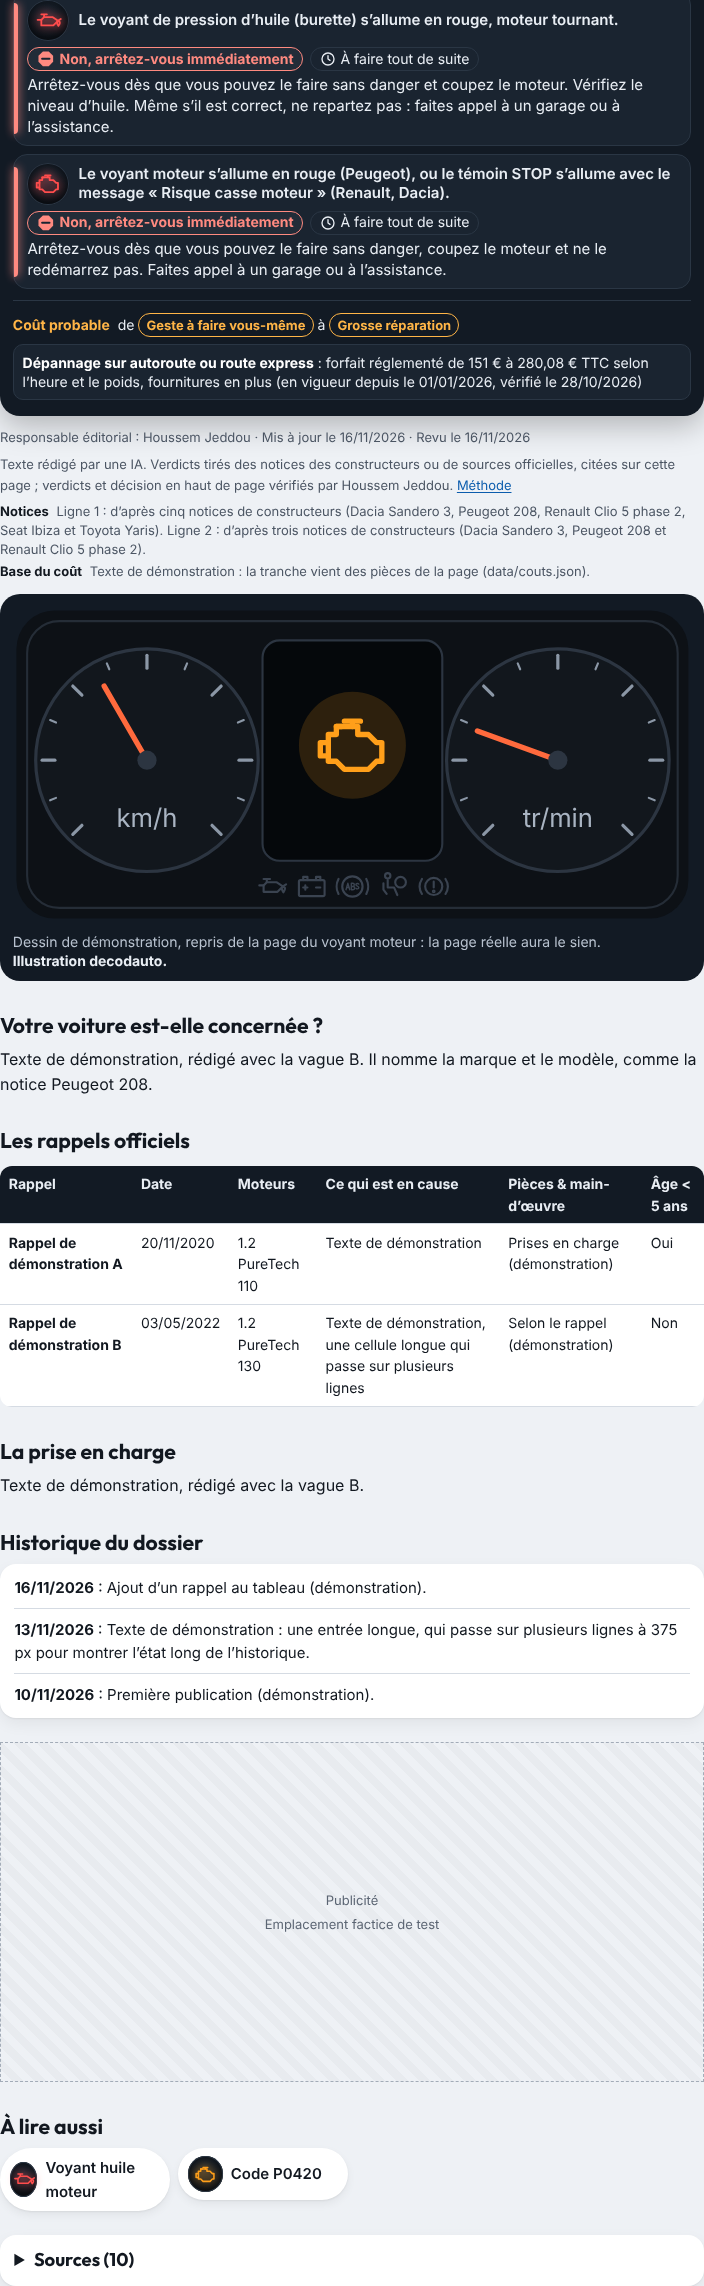 Le voyant de pression d’huile (burette) s’allume en rouge, moteur tournant.
Non, arrêtez-vous immédiatement
À faire tout de suite
Arrêtez-vous dès que vous pouvez le faire sans danger et coupez le moteur. Vérifiez le
niveau d’huile. Même s’il est correct, ne repartez pas : faites appel à un garage ou à
l’assistance.
Le voyant moteur s’allume en rouge (Peugeot), ou le témoin STOP s’allume avec le
message « Risque casse moteur » (Renault, Dacia).
Non, arrêtez-vous immédiatement
À faire tout de suite
Arrêtez-vous dès que vous pouvez le faire sans danger, coupez le moteur et ne le
redémarrez pas. Faites appel à un garage ou à l’assistance.
Coût probable de Geste à faire vous-même à Grosse réparation
Dépannage sur autoroute ou route express : forfait réglementé de 151 € à 280,08 € TTC selon
l’heure et le poids, fournitures en plus (en vigueur depuis le 01/01/2026, vérifié le 28/10/2026)
Responsable éditorial : Houssem Jeddou · Mis à jour le 16/11/2026 · Revu le 16/11/2026
Texte rédigé par une IA. Verdicts tirés des notices des constructeurs ou de sources officielles, citées sur cette
page ; verdicts et décision en haut de page vérifiés par Houssem Jeddou. Méthode
Notices Ligne 1 : d’après cinq notices de constructeurs (Dacia Sandero 3, Peugeot 208, Renault Clio 5 phase 2,
Seat Ibiza et Toyota Yaris). Ligne 2 : d’après trois notices de constructeurs (Dacia Sandero 3, Peugeot 208 et
Renault Clio 5 phase 2).
Base du coût Texte de démonstration : la tranche vient des pièces de la page (data/couts.json).
km/h
tr/min
ABS
Dessin de démonstration, repris de la page du voyant moteur : la page réelle aura le sien.
Illustration decodauto.
Votre voiture est-elle concernée ?
Texte de démonstration, rédigé avec la vague B. Il nomme la marque et le modèle, comme la
notice Peugeot 208.
Les rappels officiels
Rappel Date Moteurs Ce qui est en cause Pièces & main-d’œuvre Âge < 5 ans
Rappel de démonstration A 20/11/2020 1.2 PureTech 110 Texte de démonstration Prises en charge (démonstration) Oui
Rappel de démonstration B 03/05/2022 1.2 PureTech 130 Texte de démonstration, une cellule longue qui passe sur plusieurs lignes Selon le rappel (démonstration) Non
La prise en charge
Texte de démonstration, rédigé avec la vague B.
Historique du dossier
16/11/2026 : Ajout d’un rappel au tableau (démonstration).
13/11/2026 : Texte de démonstration : une entrée longue, qui passe sur plusieurs lignes à 375
px pour montrer l’état long de l’historique.
10/11/2026 : Première publication (démonstration).
Publicité
Emplacement factice de test
À lire aussi
Voyant huile
moteur
Code P0420
Sources (10)